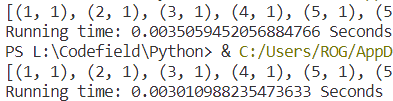 [(1, 1), (2, 1), (3, 1), (4, 1), (5, 1), (5
Running time: 0.0035059452056884766 Seconds
PS L:\Codefield\Python> & C:/Users/ROG/AppD
[(1, 1), (2, 1), (3, 1), (4, 1), (5, 1), (5
Running time: 0.003010988235473633 Seconds